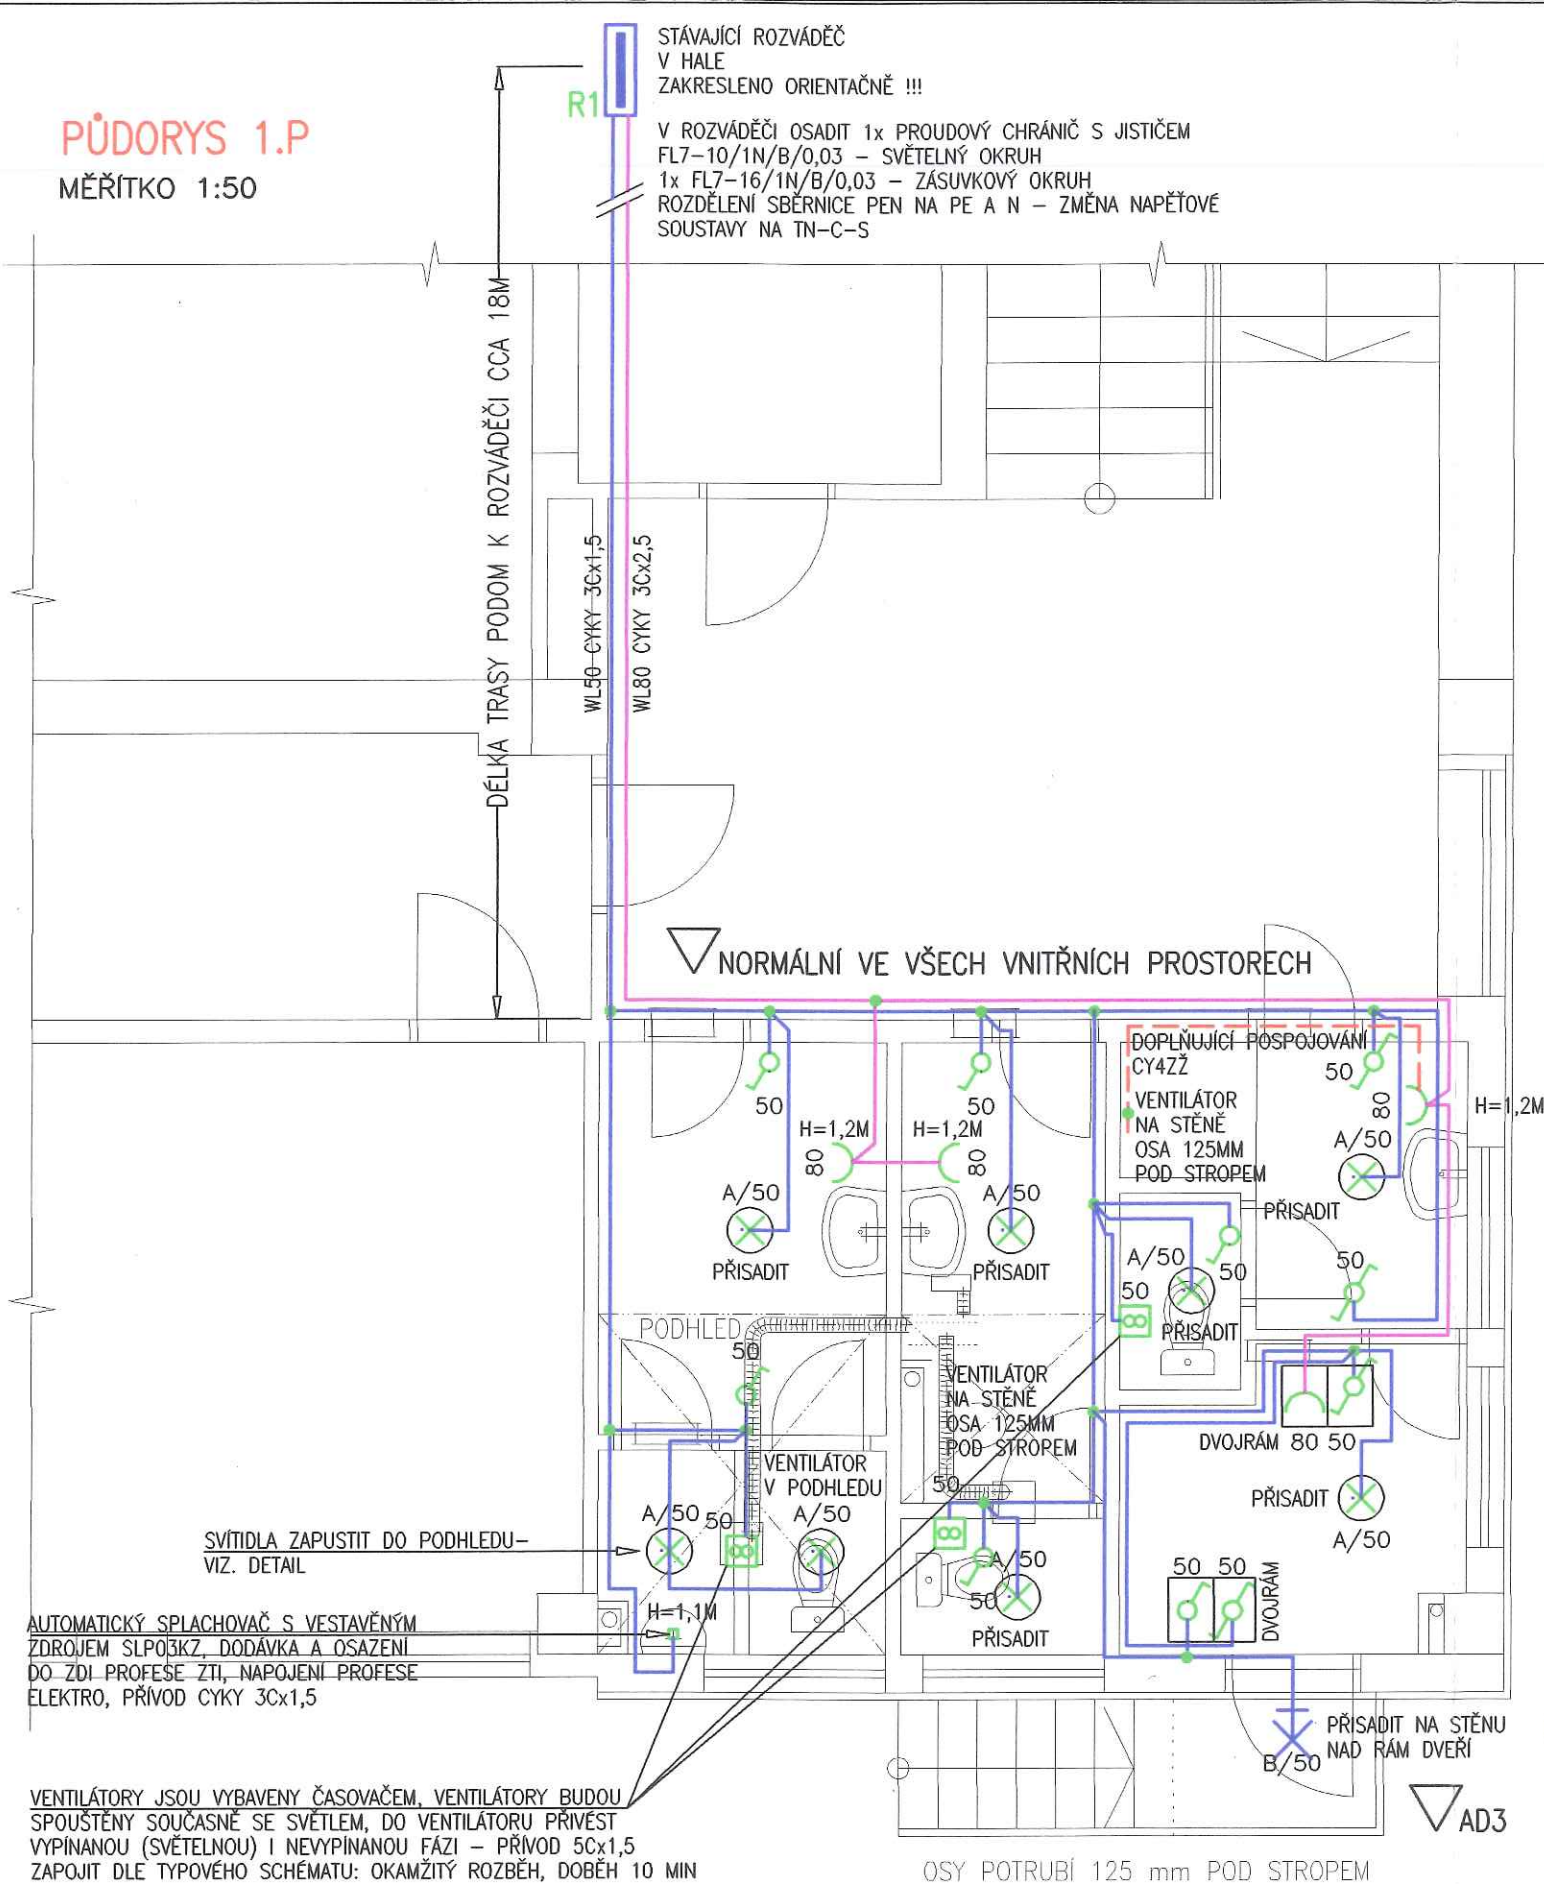 STÁVAJÍCÍ ROZVÁDĚČ
V HALE
ZAKRESLENO ORIENTAČNĚ !!!
R1
PŮDORYS 1.P
MĚŘÍTKO 1:50
V ROZVÁDĚČI OSADIT 1x PROUDOVÝ CHRÁNIČ S JISTIČEM
FL7-10/1N/B/0,03 - SVĚTELNÝ OKRUH
1x FL7-16/1N/B/0,03 - ZÁSUVKOVÝ OKRUH
ROZDĚLENÍ SBĚRNICE PEN NA PE A N - ZMĚNA NAPĚŤOVÉ
SOUSTAVY NA TN-C-S
DÉLKA TRASY PODOM K ROZVÁDĚČI CCA 18M
WL50 CYKY 3Cx1,5
WL80 CYKY 3Cx2,5
NORMÁLNÍ VE VŠECH VNITŘNÍCH PROSTORECH
DOPLŇUJÍCÍ POSPOJOVÁNÍ
CY4ZŽ
50
80
H=1,2M
VENTILÁTOR
NA STĚNĚ
OSA 125MM
POD STROPEM
A/50
PŘISADIT
50
50
H=1,2M
H=1,2M
80
80
A/50
A/50
PŘISADIT
PŘISADIT
A/50
50
50
50
PŘISADIT
PODHLED
50
VENTILÁTOR
NA STĚNĚ
OSA 125MM
POD STROPEM
50
DVOJRÁM 80 50
VENTILÁTOR
V PODHLEDU
PŘISADIT
A/50
A/50
50
A/50
SVÍTIDLA ZAPUSTIT DO PODHLEDU-
VIZ. DETAIL
A/50
50
PŘISADIT
50 50
DVOJRÁM
H=1,1M
AUTOMATICKÝ SPLACHOVAČ S VESTAVĚNÝM
ZDROJEM SLP03KZ, DODÁVKA A OSAZENÍ
DO ZDI PROFESE ZTI, NAPOJENÍ PROFESE
ELEKTRO, PŘÍVOD CYKY 3Cx1,5
PŘISADIT NA STĚNU
NAD RÁM DVEŘÍ
B/50
AD3
VENTILÁTORY JSOU VYBAVENY ČASOVAČEM, VENTILÁTORY BUDOU
SPOUŠTĚNY SOUČASNĚ SE SVĚTLEM, DO VENTILÁTORU PŘIVÉST
VYPÍNANOU (SVĚTELNOU) I NEVYPÍNANOU FÁZI - PŘÍVOD 5Cx1,5
ZAPOJIT DLE TYPOVÉHO SCHÉMATU: OKAMŽITÝ ROZBĚH, DOBĚH 10 MIN
OSY POTRUBÍ 125 mm POD STROPEM